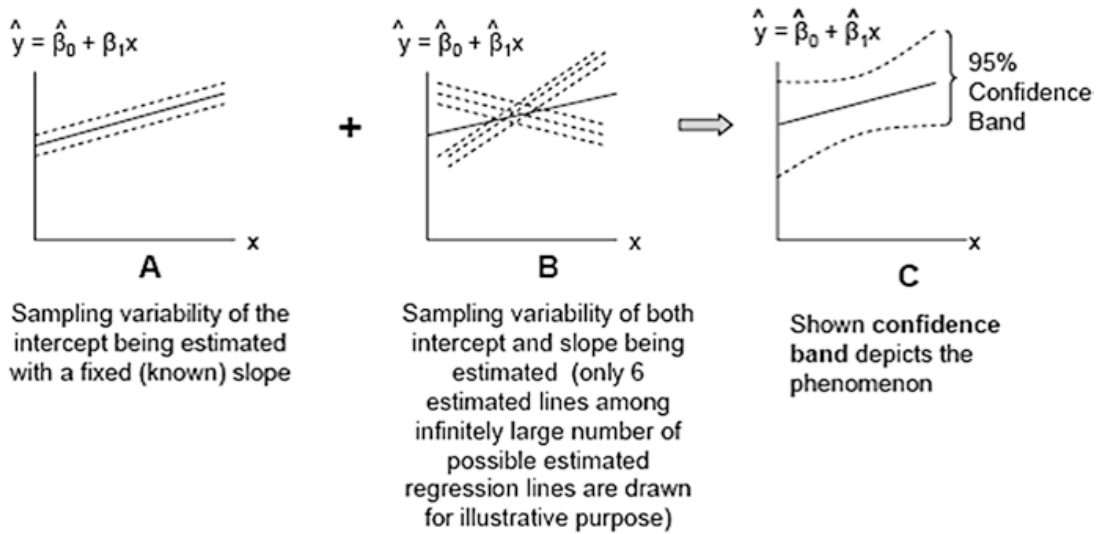 ŷ = β̂₀ + β₁x
A
Sampling variability of the
intercept being estimated
with a fixed (known) slope
+
ŷ = β̂₀ + β̂₁x
x
B
Sampling variability of both
intercept and slope being
estimated (only 6
estimated lines among
infinitely large number of
possible estimated
regression lines are drawn
for illustrative purpose)
x
ŷ = β̂₀ + β̂₁x
95%
Confidence
Band
x
C
Shown confidence
band depicts the
phenomenon